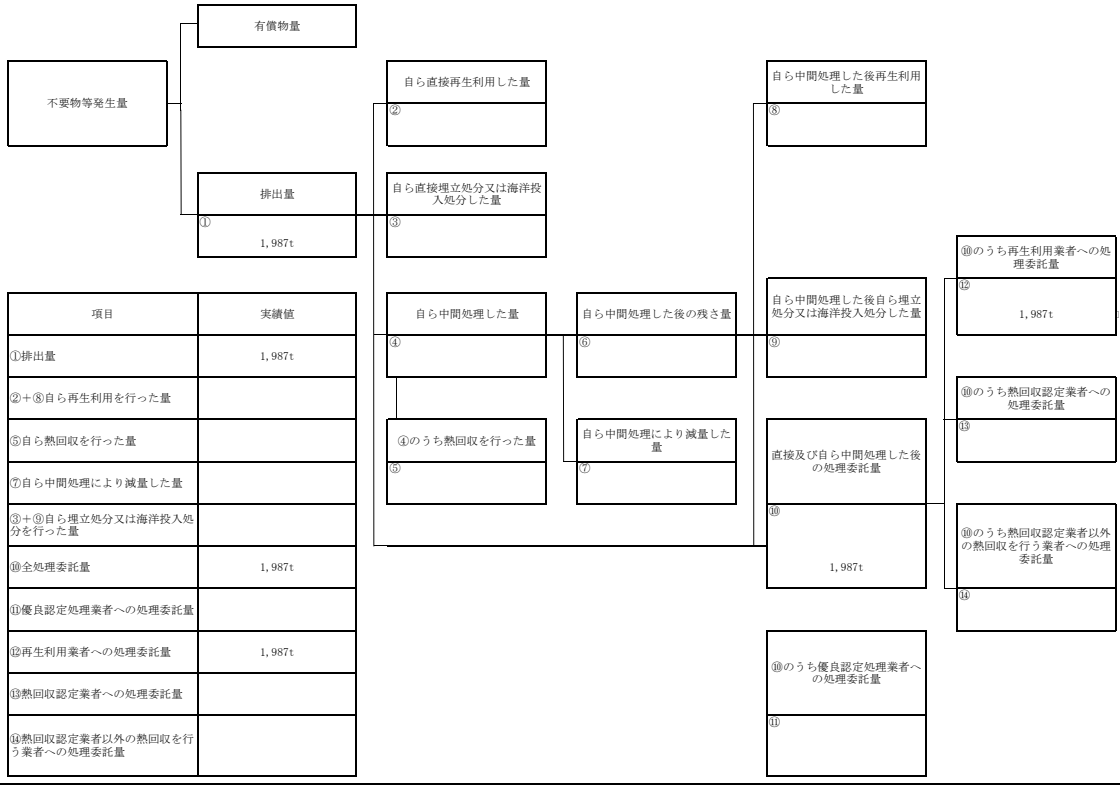 有償物量
不要物等発生量
自ら直接再生利用した量
②
自ら中間処理した後再生利用
した量
⑧
排出量
①
1,987t
自ら直接埋立処分又は海洋投
入処分した量
③
⑩のうち再生利用業者への処
理委託量
⑫
1,987t
自ら中間処理した量
④
自ら中間処理した後の残さ量
⑥
自ら中間処理した後自ら埋立
処分又は海洋投入処分した量
⑨
⑩のうち熱回収認定業者への
処理委託量
⑬
④のうち熱回収を行った量
⑤
自ら中間処理により減量した
量
⑦
直接及び自ら中間処理した後
の処理委託量
⑩
1,987t
⑩のうち熱回収認定業者以外
の熱回収を行う業者への処理
委託量
⑭
⑩のうち優良認定処理業者へ
の処理委託量
⑪
項目
実績値
①排出量
1,987t
②＋⑧自ら再生利用を行った量
⑤自ら熱回収を行った量
⑦自ら中間処理により減量した量
③＋⑨自ら埋立処分又は海洋投入処
分を行った量
⑩全処理委託量
1,987t
⑪優良認定処理業者への処理委託量
⑫再生利用業者への処理委託量
1,987t
⑬熱回収認定業者への処理委託量
⑭熱回収認定業者以外の熱回収を行
う業者への処理委託量